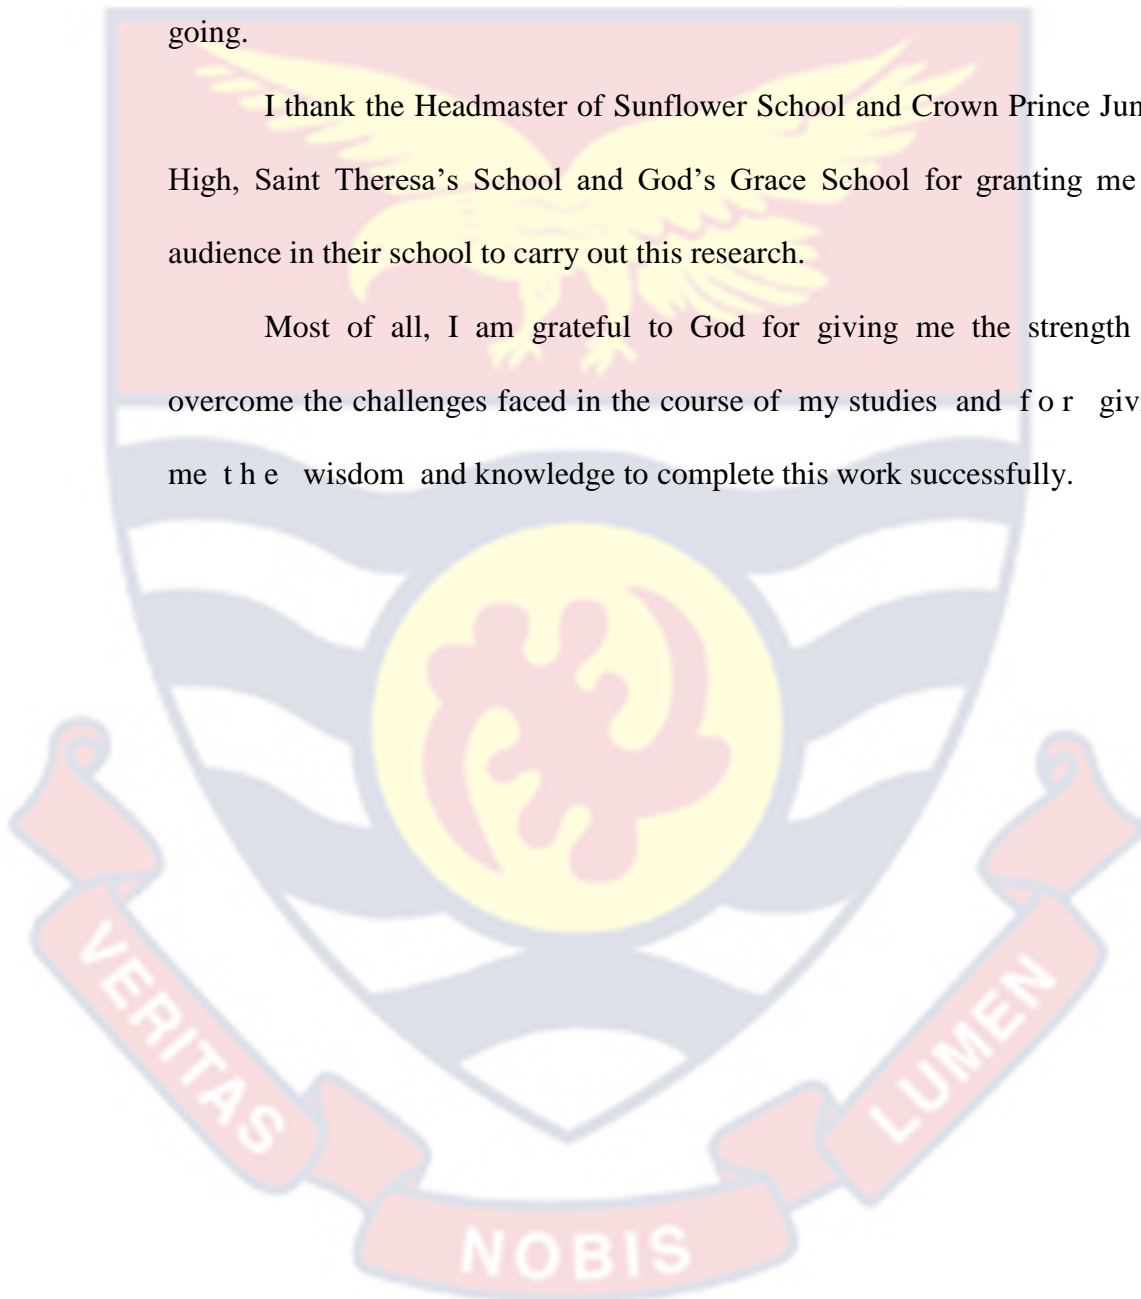 going.
I thank the Headmaster of Sunflower School and Crown Prince Jun
High, Saint Theresa’s School and God’s Grace School for granting me
audience in their school to carry out this research.
Most of all, I am grateful to God for giving me the strength
overcome the challenges faced in the course of my studies and f o r giv
me t h e wisdom and knowledge to complete this work successfully.
VERITAS
NOBIS
LUMEN